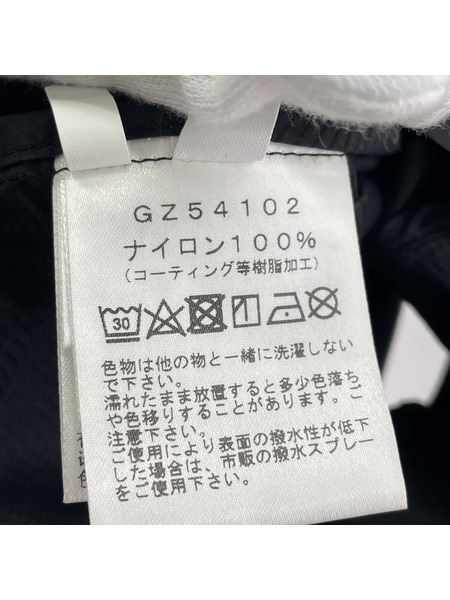 GZ54102
ナイロン100%
(コーティング等樹脂加工)
30
色物は他の物と一緒に洗濯しない
で下さい。
濡れたまま放置すると多少色落ち
や色移りすることがあります。ご
注意下さい。
ご使用により表面の撥水性が低下
した場合は、市販の撥水スプレー
をご使用下さい。